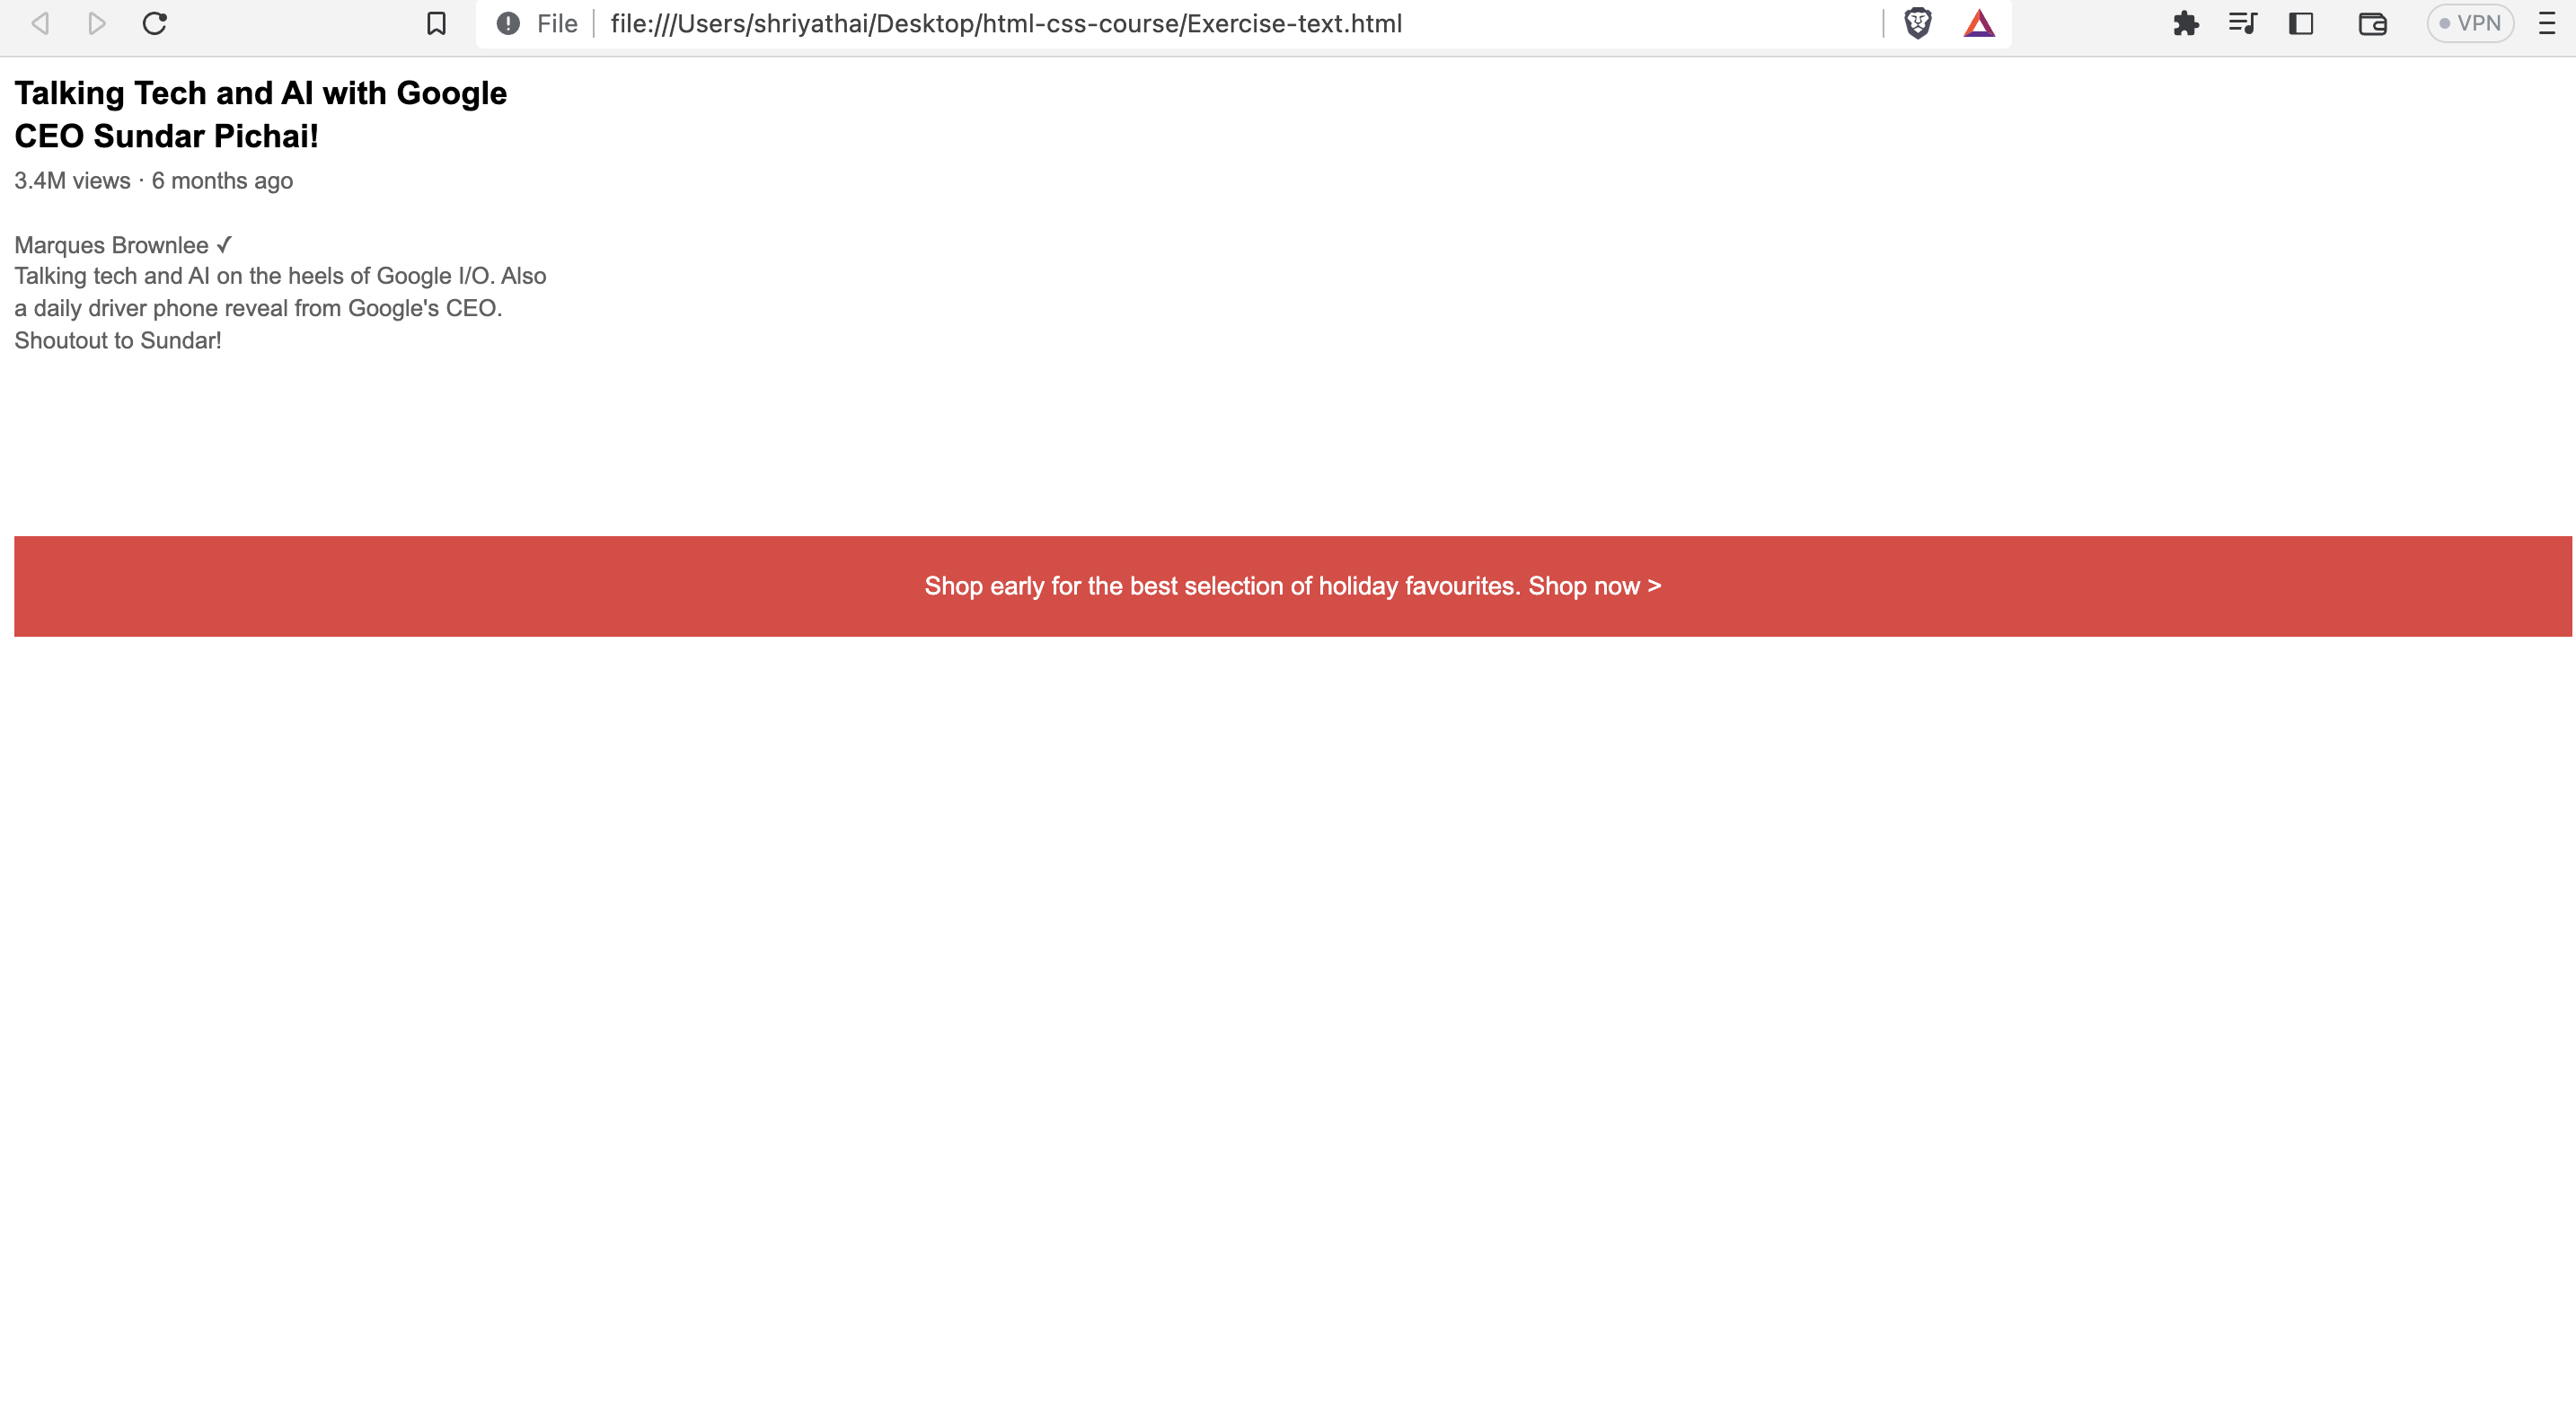 File
file:///Users/shriyathai/Desktop/html-css-course/Exercise-text.html
VPN
Talking Tech and AI with Google
CEO Sundar Pichai!
3.4M views · 6 months ago
Marques Brownlee ✓
Talking tech and AI on the heels of Google I/O. Also
a daily driver phone reveal from Google's CEO.
Shoutout to Sundar!
Shop early for the best selection of holiday favourites. Shop now >